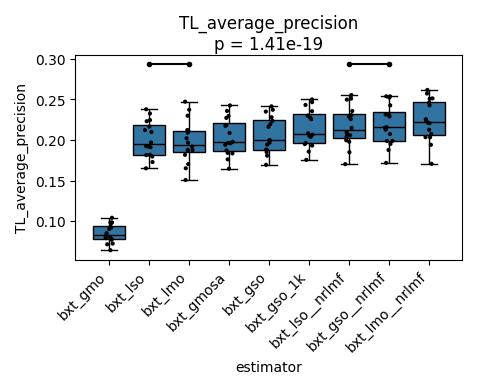 TL_average_precision
p = 1.41e-19
TL_average_precision
0.30
0.25
0.20
0.15
0.10
bxt_gmo
bxt_lso
bxt_lmo
bxt_gmosa
bxt_gso
bxt_gso_1k
bxt_lso__nrlmf
bxt_gso__nrlmf
bxt_lmo__nrlmf
estimator